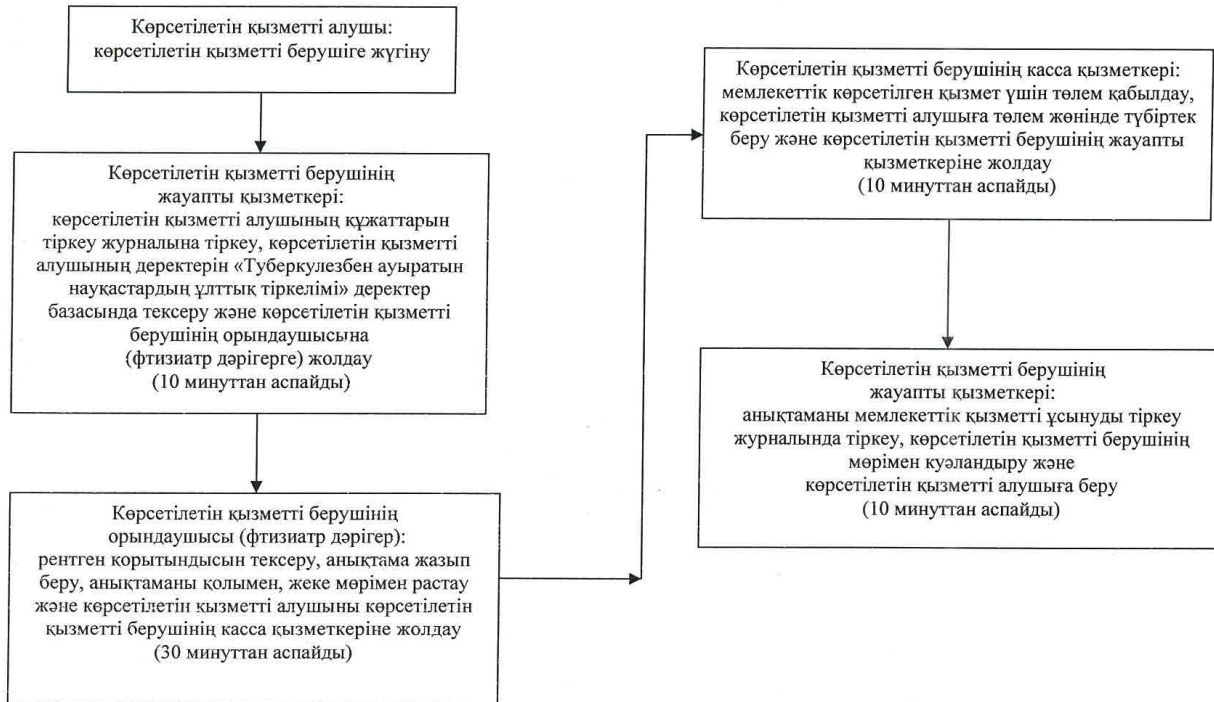 Көрсетілетін қызметті алушы:
көрсетілетін қызметті берушіге жүгіну
Көрсетілетін қызметті берушінің
жауапты қызметкері:
көрсетілетін қызметті алушының құжаттарын
тіркеу журналына тіркеу, көрсетілетін қызметті
алушының деректерін «Туберкулезбен ауыратын
науқастардың ұлттық тіркелімі» деректер
базасында тексеру және көрсетілетін қызметті
берушінің орындаушысына
(фтизиатр дәрігерге) жолдау
(10 минуттан аспайды)
Көрсетілетін қызметті берушінің
орындаушысы (фтизиатр дәрігер):
рентген қорытындысын тексеру, анықтама жазып
беру, анықтаманы қолымен, жеке мөрімен растау
және көрсетілетін қызметті алушыны көрсетілетін
қызметті берушінің касса қызметкеріне жолдау
(30 минуттан аспайды)
Көрсетілетін қызметті берушінің касса қызметкері:
мемлекеттік көрсетілген қызмет үшін төлем қабылдау,
көрсетілетін қызметті алушыға төлем жөнінде түбіртек
беру және көрсетілетін қызметті берушінің жауапты
қызметкеріне жолдау
(10 минуттан аспайды)
Көрсетілетін қызметті берушінің
жауапты қызметкері:
анықтаманы мемлекеттік қызметті ұсынуды тіркеу
журналында тіркеу, көрсетілетін қызметті берушінің
мөрімен куәландыру және
көрсетілетін қызметті алушыға беру
(10 минуттан аспайды)